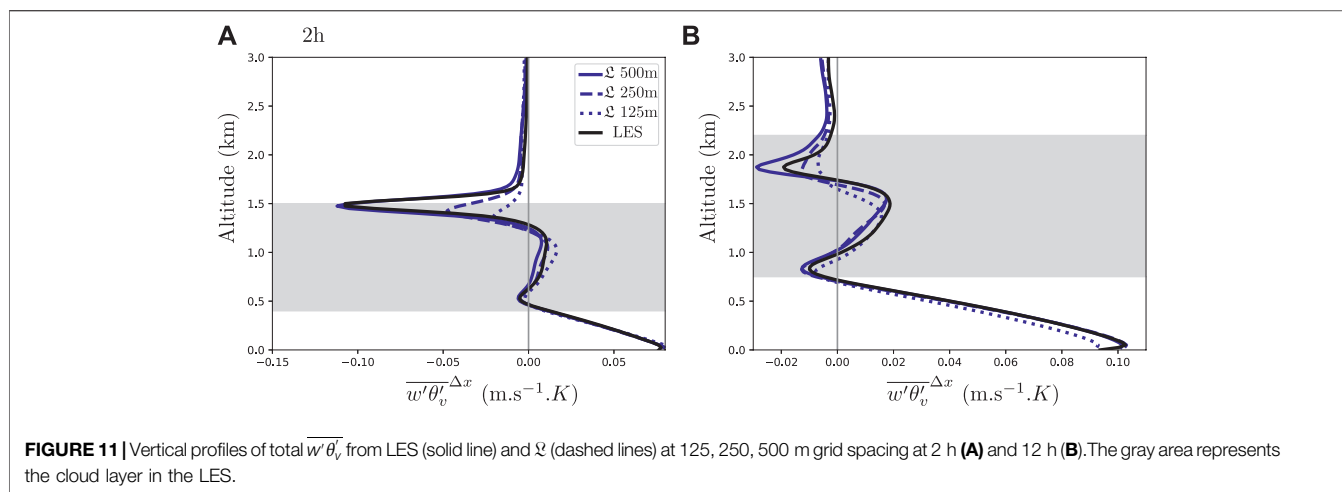 A 2h
B
3.0
2.5
2.0
1.5
1.0
0.5
0.0
Altitude (km)
𝔏 500m
𝔏 250m
𝔏 125m
LES
−0.15 −0.10 −0.05 0.00 0.05
w′θ′v Δx (m.s−1.K)
3.0
2.5
2.0
1.5
1.0
0.5
0.0
Altitude (km)
−0.02 0.00 0.02 0.04 0.06 0.08 0.10
w′θ′v Δx (m.s−1.K)
FIGURE 11 | Vertical profiles of total w′θ′v from LES (solid line) and 𝔏 (dashed lines) at 125, 250, 500 m grid spacing at 2 h (A) and 12 h (B).The gray area represents
the cloud layer in the LES.